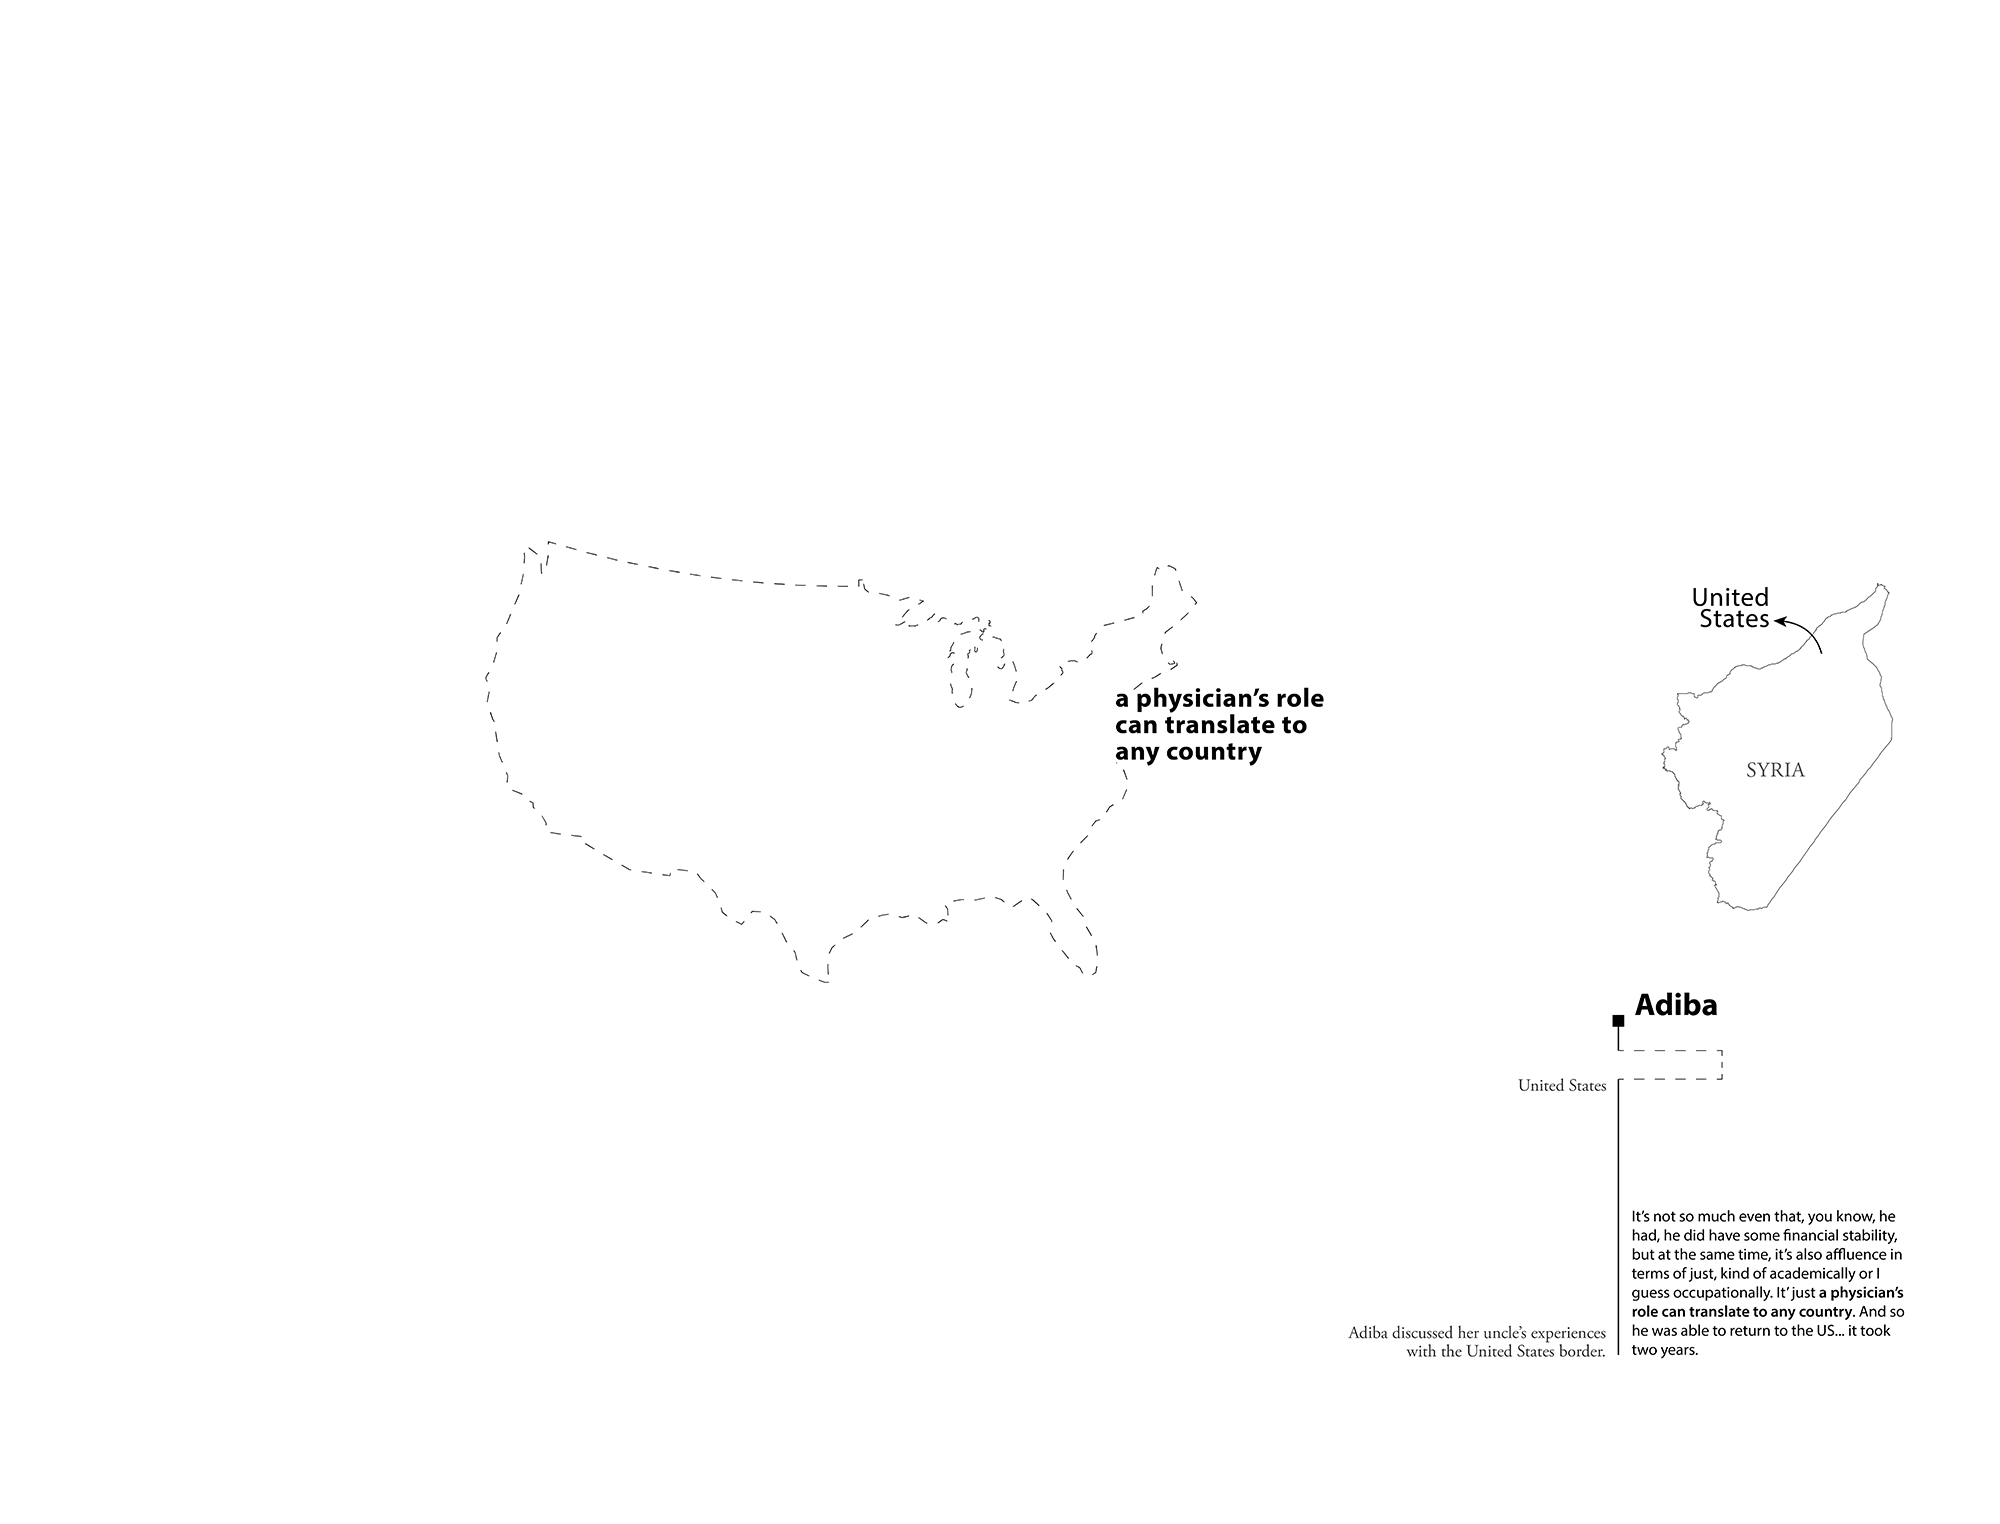 United
States
a physician’s role
can translate to
any country
SYRIA
Adiba
United States
It’s not so much even that, you know, he
had, he did have some financial stability,
but at the same time, it’s also affluence in
terms of just, kind of academically or I
guess occupationally. It’ just a physician’s
role can translate to any country. And so
he was able to return to the US... it took
two years.
Adiba discussed her uncle’s experiences
with the United States border.